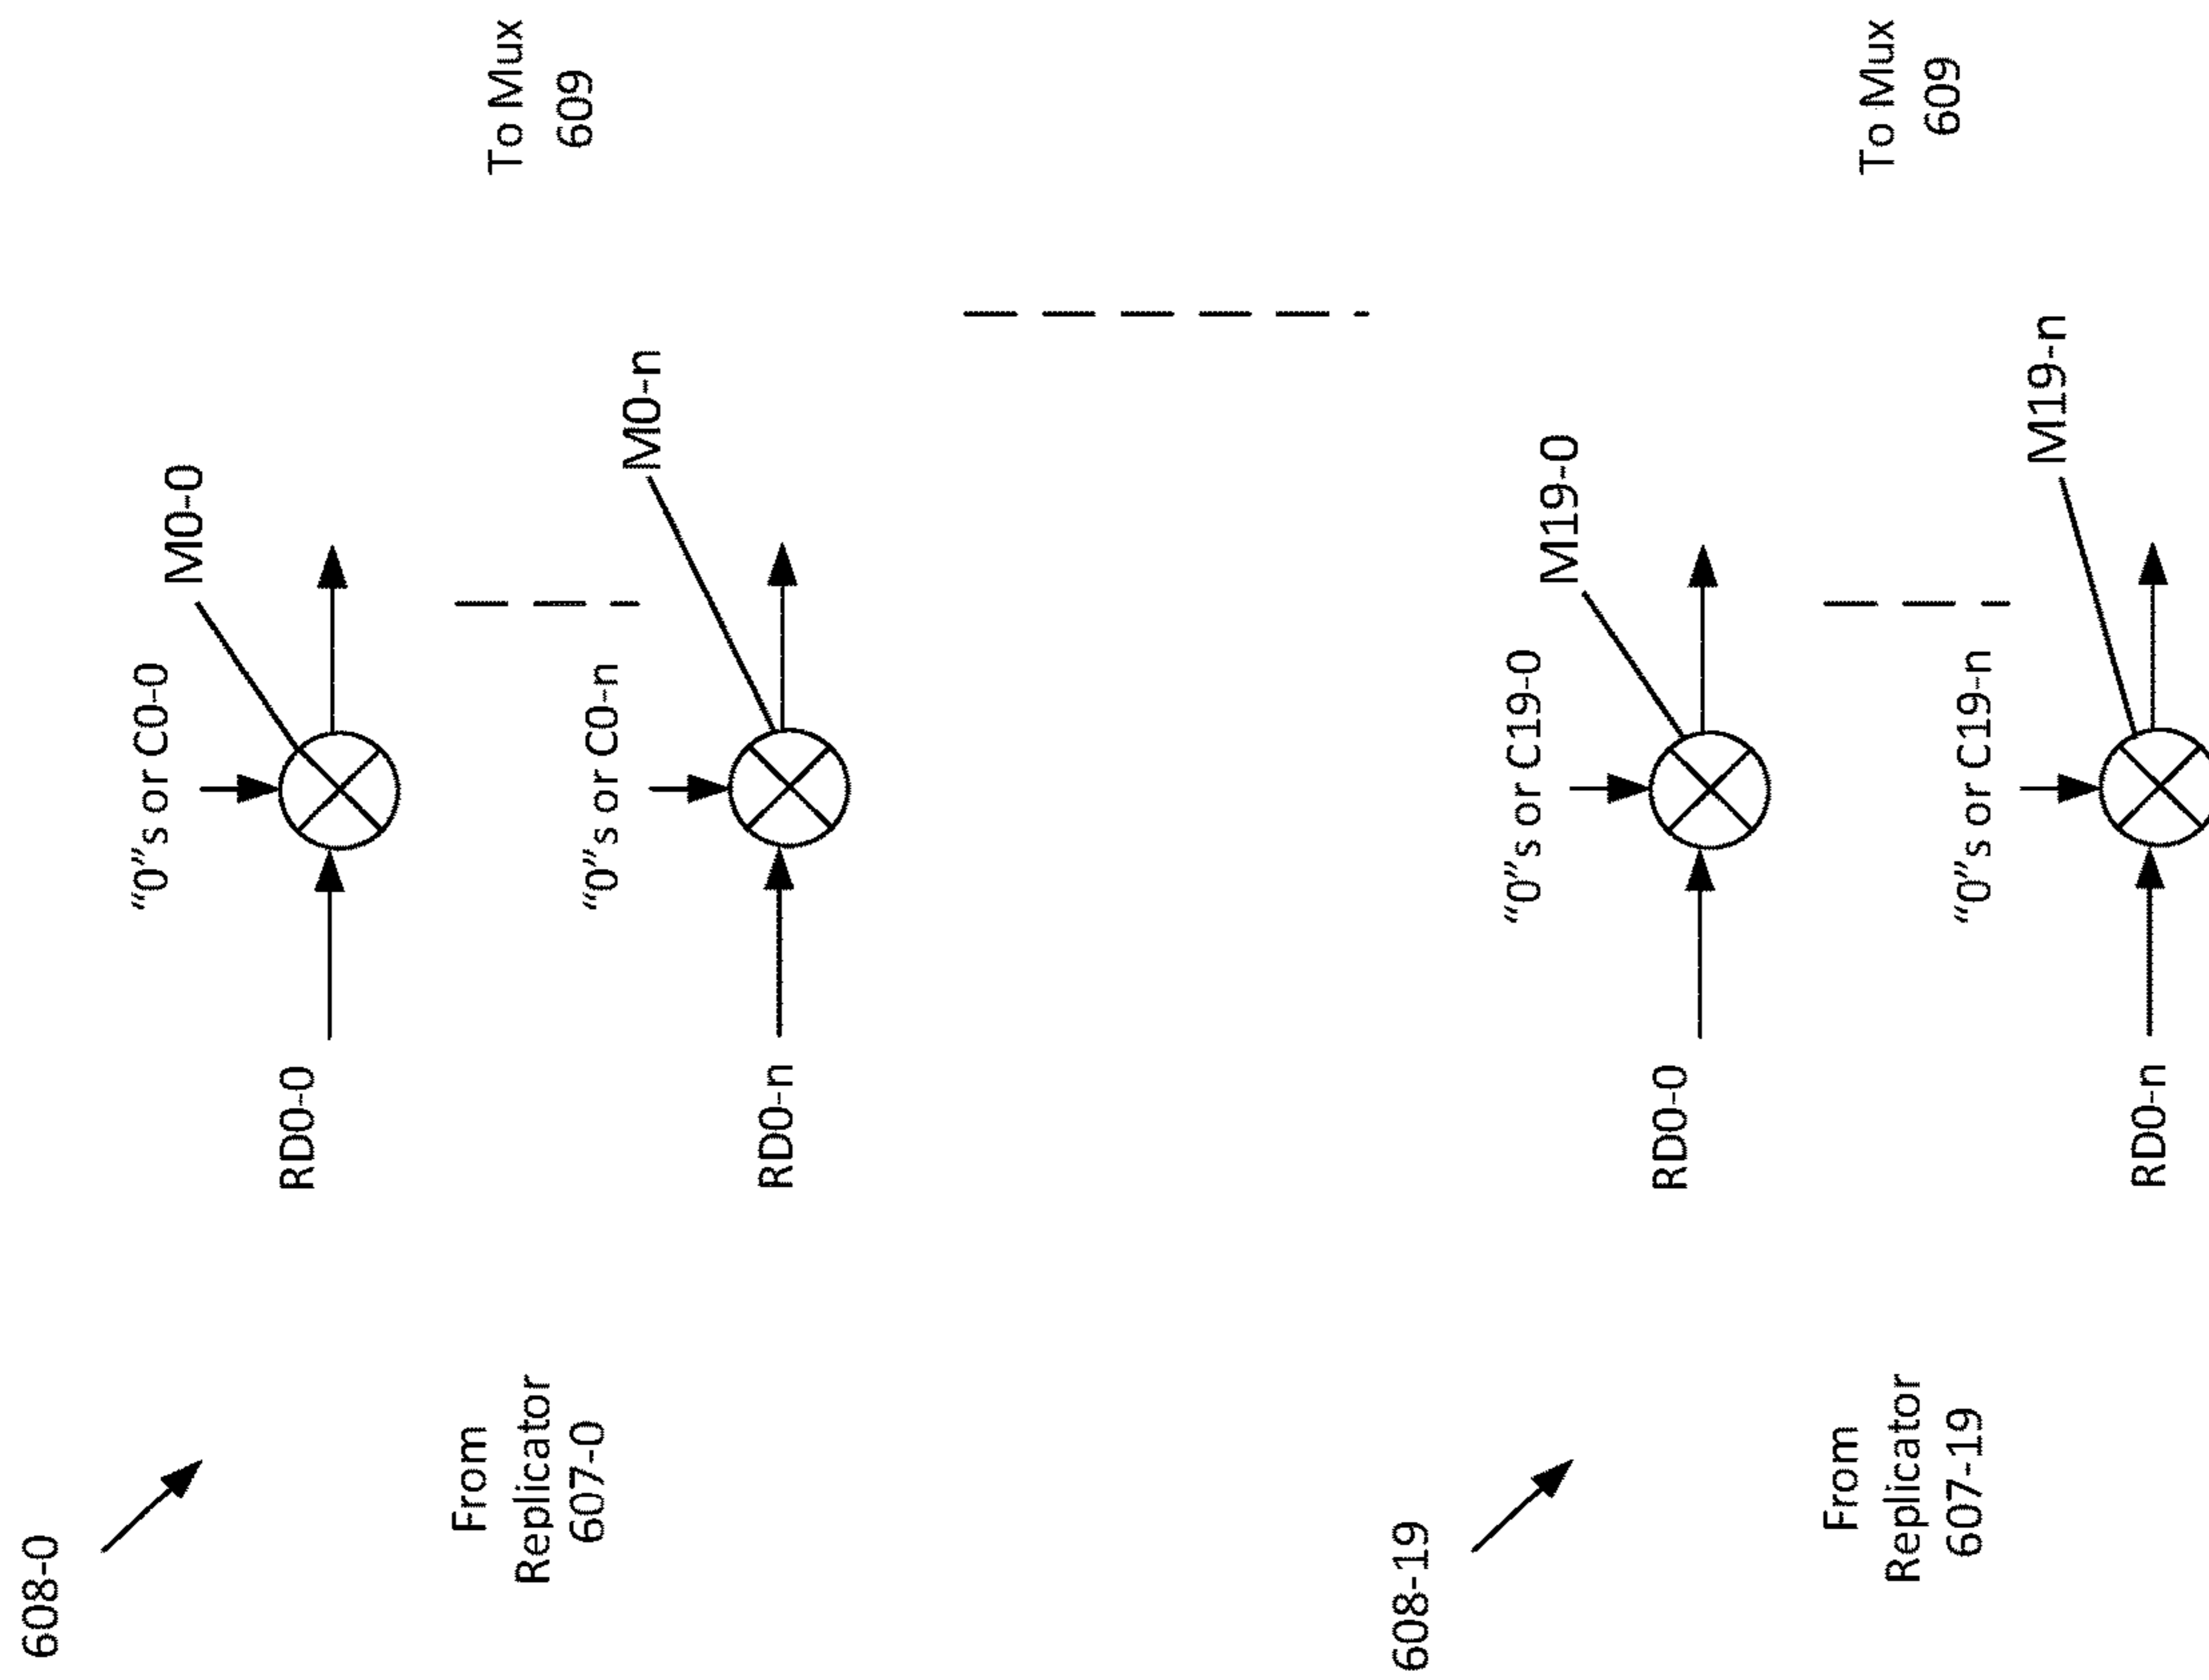 608-0
From
Replicator
607-0
RD0-0
"0"s or C0-0
M0-0
RD0-n
"0"s or C0-n
M0-n
To Mux
609
608-19
From
Replicator
607-19
RD0-0
"0"s or C19-0
M19-0
RD0-n
"0"s or C19-n
M19-n
To Mux
609